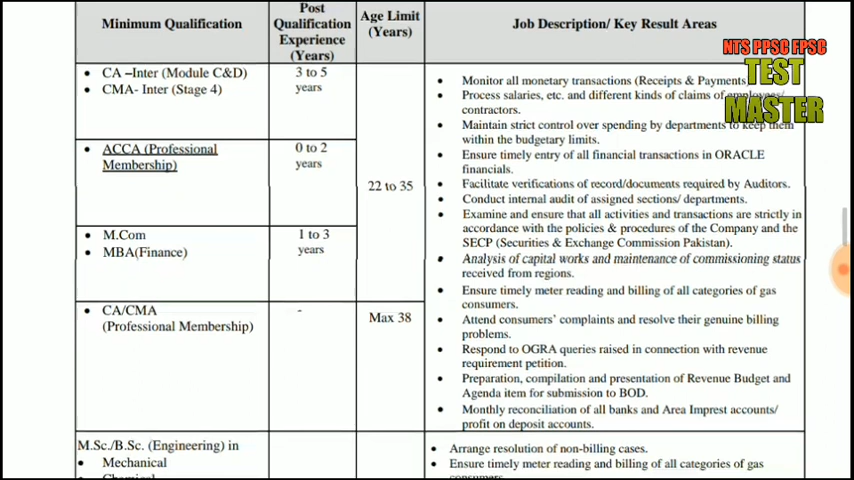 Minimum Qualification
Post
Qualification
Experience
(Years)
Age Limit
(Years)
Job Description/ Key Result Areas
NTS PPSC FPSC
TEST
MASTER
• CA –Inter (Module C&D)
• CMA- Inter (Stage 4)
3 to 5
years
• ACCA (Professional
Membership)
0 to 2
years
• M.Com
• MBA(Finance)
1 to 3
years
22 to 35
• CA/CMA
(Professional Membership)
-
Max 38
• Monitor all monetary transactions (Receipts & Payments
• Process salaries, etc. and different kinds of claims of employees/
contractors.
• Maintain strict control over spending by departments to keep them
within the budgetary limits.
• Ensure timely entry of all financial transactions in ORACLE
financials.
• Facilitate verifications of record/documents required by Auditors.
• Conduct internal audit of assigned sections/ departments.
• Examine and ensure that all activities and transactions are strictly in
accordance with the policies & procedures of the Company and the
SECP (Securities & Exchange Commission Pakistan).
• Analysis of capital works and maintenance of commissioning status
received from regions.
• Ensure timely meter reading and billing of all categories of gas
consumers.
• Attend consumers' complaints and resolve their genuine billing
problems.
• Respond to OGRA queries raised in connection with revenue
requirement petition.
• Preparation, compilation and presentation of Revenue Budget and
Agenda item for submission to BOD.
• Monthly reconciliation of all banks and Area Imprest accounts/
profit on deposit accounts.
M.Sc./B.Sc. (Engineering) in
• Mechanical
• Arrange resolution of non-billing cases.
• Ensure timely meter reading and billing of all categories of gas